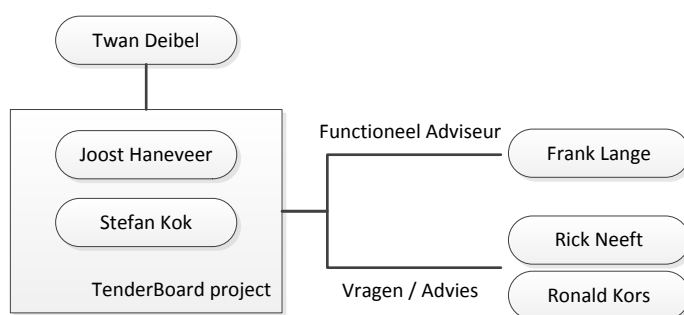 Twan Deibel
Joost Haneveer
Stefan Kok
TenderBoard project
Functioneel Adviseur
Frank Lange
Rick Neeft
Vragen / Advies
Ronald Kors